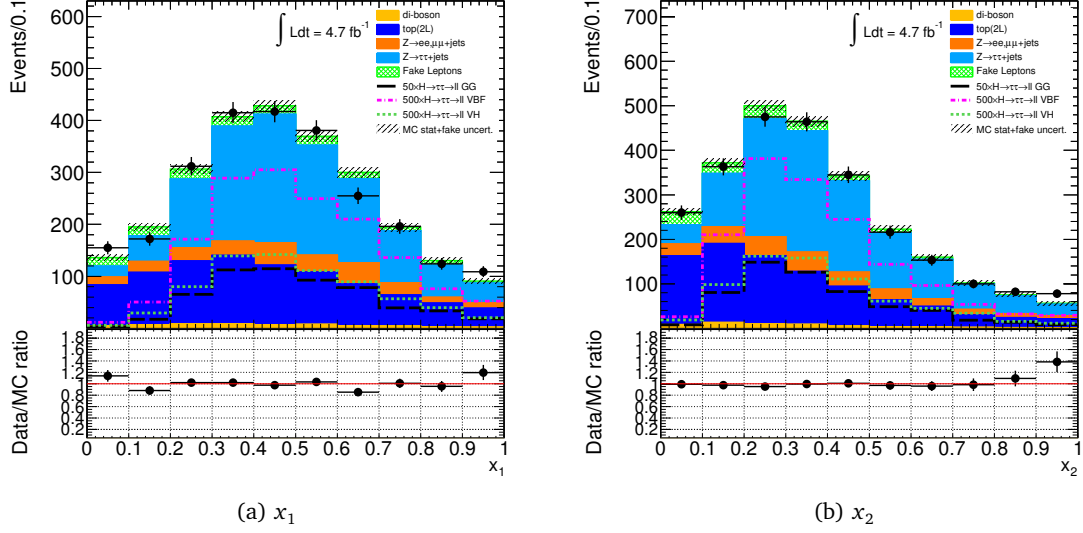 Events/0.1
600
500
400
300
200
100
∫ Ldt = 4.7 fb⁻¹
di-boson
top(2L)
Z→ee,μμ+jets
Z→ττ+jets
Fake Leptons
50×H→ττ→ll GG
500×H→ττ→ll VBF
500×H→ττ→ll VH
MC stat+fake uncert.
Data/MC ratio
1.8
1.6
1.4
1.2
1
0.8
0.6
0.4
0.2
0 0.1 0.2 0.3 0.4 0.5 0.6 0.7 0.8 0.9 1
x₁
(a) x₁
Events/0.1
700
600
500
400
300
200
100
∫ Ldt = 4.7 fb⁻¹
di-boson
top(2L)
Z→ee,μμ+jets
Z→ττ+jets
Fake Leptons
50×H→ττ→ll GG
500×H→ττ→ll VBF
500×H→ττ→ll VH
MC stat+fake uncert.
Data/MC ratio
1.8
1.6
1.4
1.2
1
0.8
0.6
0.4
0.2
0 0.1 0.2 0.3 0.4 0.5 0.6 0.7 0.8 0.9 1
x₂
(b) x₂